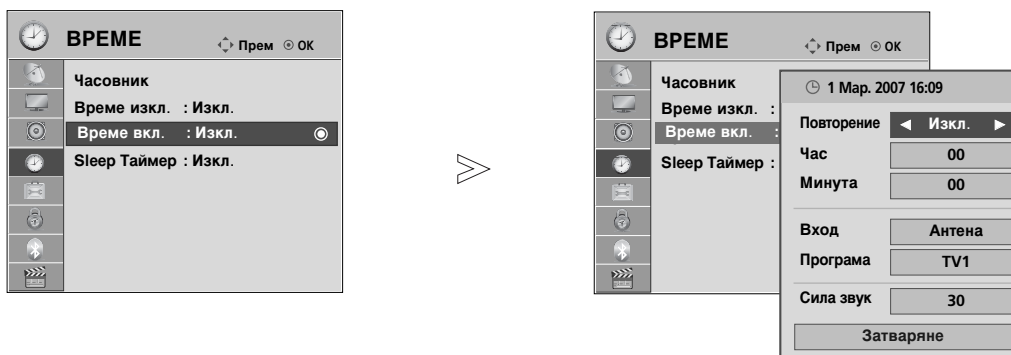 ВРЕМЕ Прем ОК
Часовник
Време изкл. : Изкл.
Време вкл. : Изкл.
Sleep Таймер : Изкл.
ВРЕМЕ Прем ОК
Часовник
Време изкл. :
Време вкл. :
Sleep Таймер :
1 Мар. 2007 16:09
Повторение ◄ Изкл. ►
Час 00
Минута 00
Вход Антена
Програма TV1
Сила звук 30
Затваряне